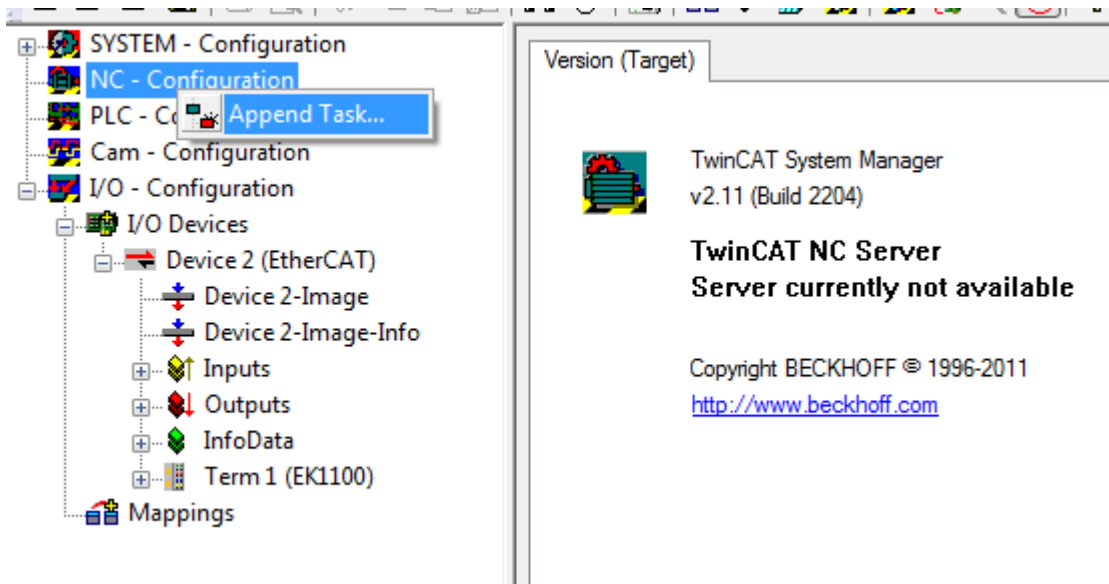 SYSTEM - Configuration
NC - Configuration
Append Task...
PLC - Co
Cam - Configuration
I/O - Configuration
I/O Devices
Device 2 (EtherCAT)
Device 2-Image
Device 2-Image-Info
Inputs
Outputs
InfoData
Term 1 (EK1100)
Mappings
Version (Target)
TwinCAT System Manager
v2.11 (Build 2204)
TwinCAT NC Server
Server currently not available
Copyright BECKHOFF © 1996-2011
http://www.beckhoff.com